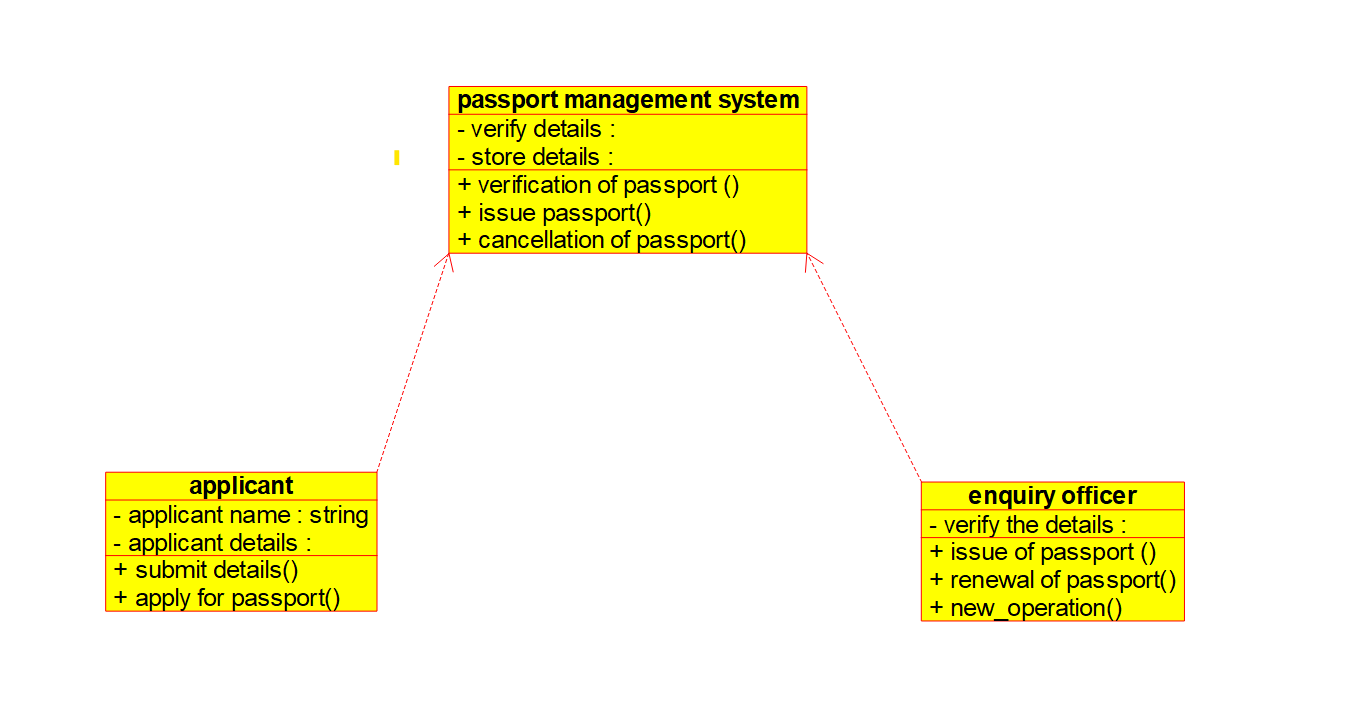 passport management system
- verify details :
- store details :
+ verification of passport ()
+ issue passport()
+ cancellation of passport()
applicant
- applicant name : string
- applicant details :
+ submit details()
+ apply for passport()
enquiry officer
- verify the details :
+ issue of passport ()
+ renewal of passport()
+ new_operation()